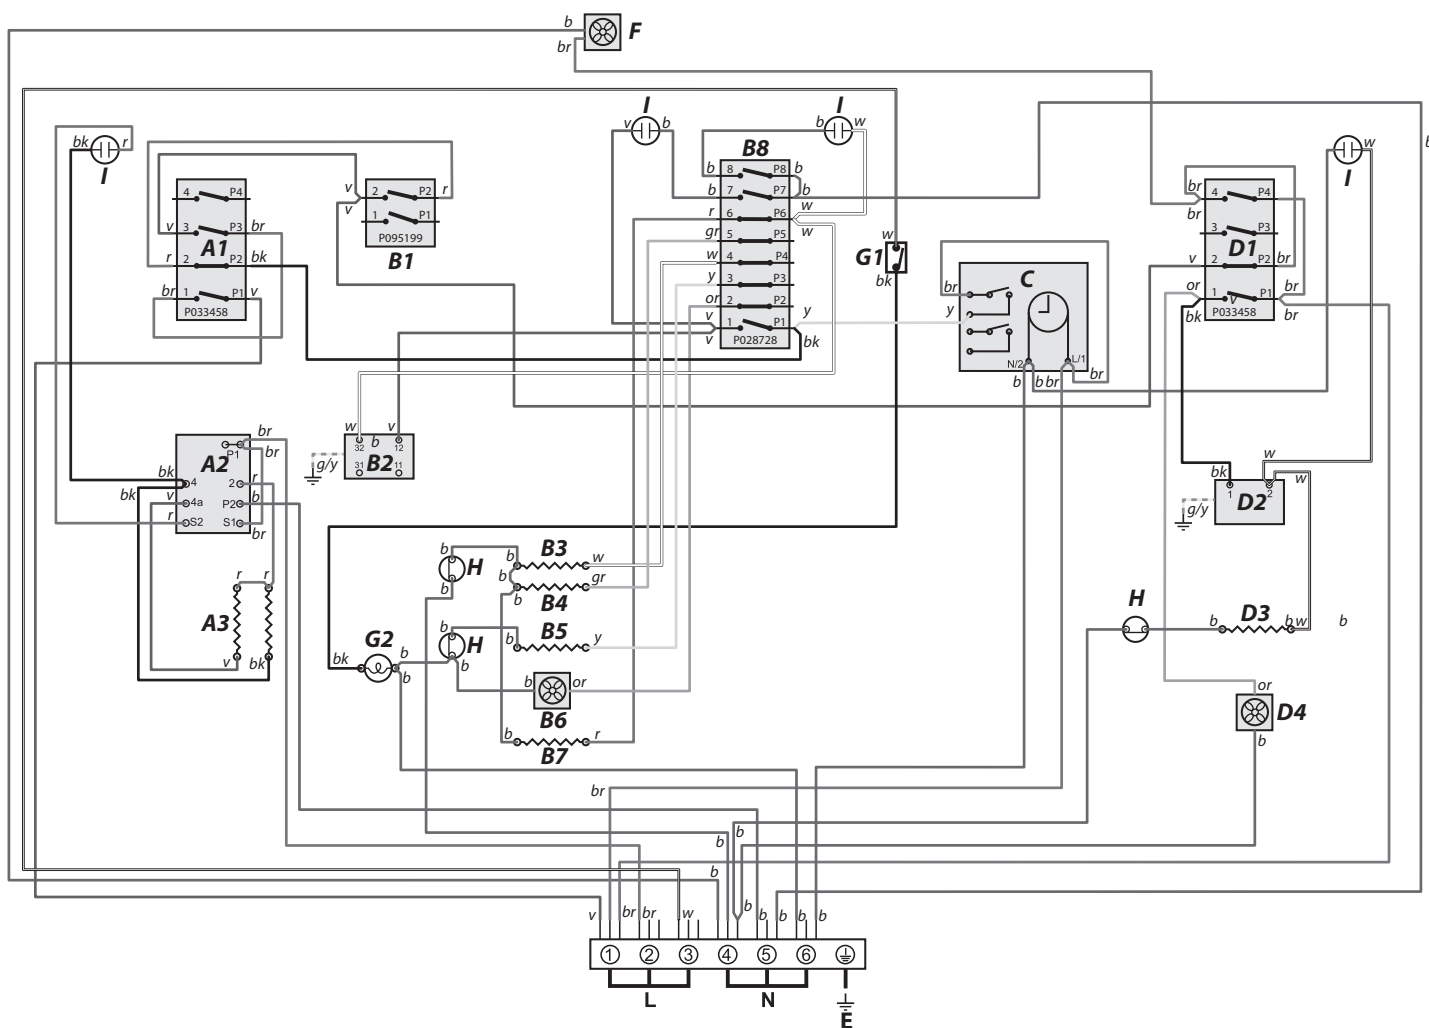 b
F
br
I
v b
I
b w
I
w
b
bk r
I
B8
8 P8
b b
7 P7
b b
6 P6
r w
w
5 P5
gr
4 P4
w
3 P3
y
2 P2
or
1 P1
v y
v bk
P028728
4 P4
3 P3
v br
A1
2 P2
r bk
1 P1
br v
P033458
v 2 P2 r
v 1 P1
P095199
B1
w
G1
bk
br
y
C
N/2 L/1
b b br br
br 4 P4
br
3 P3
D1
v 2 P2 br
or 1 v P1 br
bk br
P033458
w b v
32 12
31 11
B2
g/y
br
P1 br
A2
bk 4 2 r
bk
v 4a P2 b
r S2 S1
br
r r
A3
v bk
w
bk w
1 2
D2
g/y
b
H
b
b B3 w
b
b B4 gr
b
H
b
b B5 y
G2
bk b
b
b or
B6
b r
B7
H
b D3 b w b
or
D4
b
br
b
b
b
v br br w b b b b b
1 2 3 4 5 6
L N E